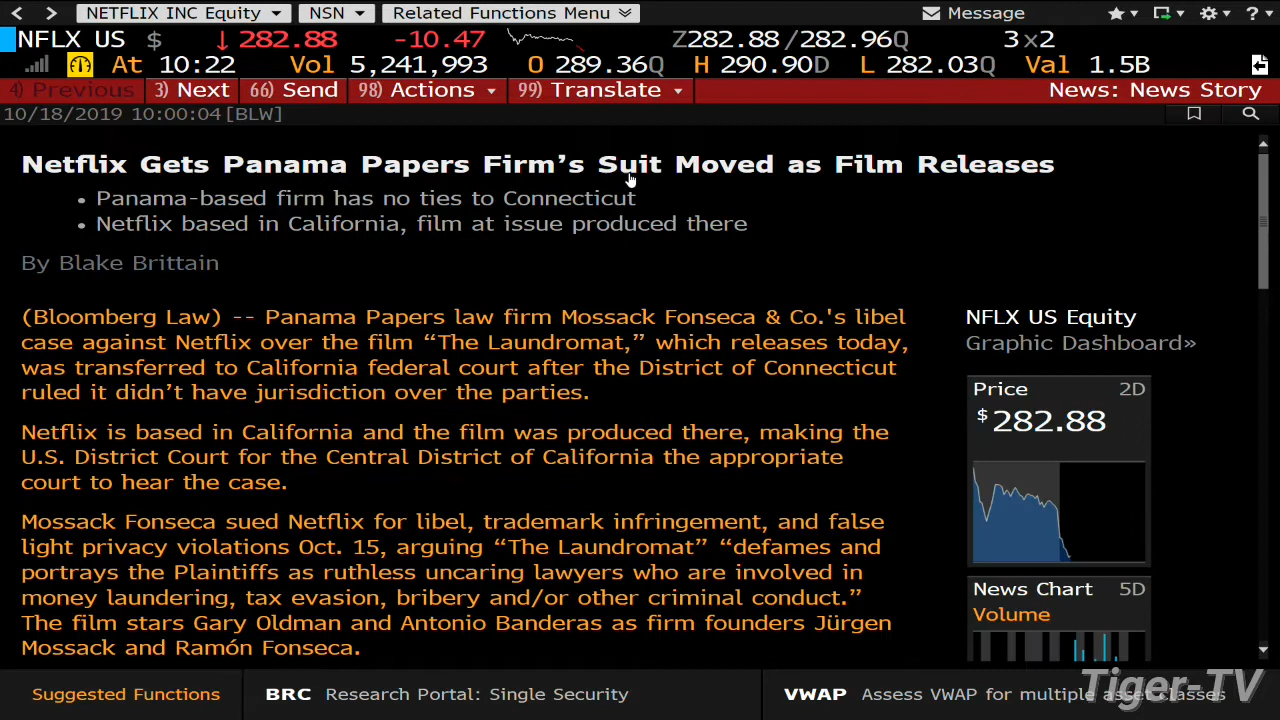 NETFLIX INC Equity NSN Related Functions Menu Message ?
NFLX US $ ↓ 282.88 -10.47 Z282.88 /282.96Q 3×2
At 10:22 Vol 5,241,993 O 289.36Q H 290.90D L 282.03Q Val 1.5B
4) Previous 3) Next 66) Send 98) Actions 99) Translate News: News Story
10/18/2019 10:00:04 [BLW]
Netflix Gets Panama Papers Firm's Suit Moved as Film Releases
• Panama-based firm has no ties to Connecticut
• Netflix based in California, film at issue produced there
By Blake Brittain
(Bloomberg Law) -- Panama Papers law firm Mossack Fonseca & Co.'s libel
case against Netflix over the film “The Laundromat,” which releases today,
was transferred to California federal court after the District of Connecticut
ruled it didn’t have jurisdiction over the parties.
Netflix is based in California and the film was produced there, making the
U.S. District Court for the Central District of California the appropriate
court to hear the case.
Mossack Fonseca sued Netflix for libel, trademark infringement, and false
light privacy violations Oct. 15, arguing “The Laundromat” “defames and
portrays the Plaintiffs as ruthless uncaring lawyers who are involved in
money laundering, tax evasion, bribery and/or other criminal conduct.”
The film stars Gary Oldman and Antonio Banderas as firm founders Jürgen
Mossack and Ramón Fonseca.
NFLX US Equity
Graphic Dashboard»
Price 2D
$282.88
News Chart 5D
Volume
Suggested Functions BRC Research Portal: Single Security VWAP Assess VWAP for multiple asset classes
Tiger-TV